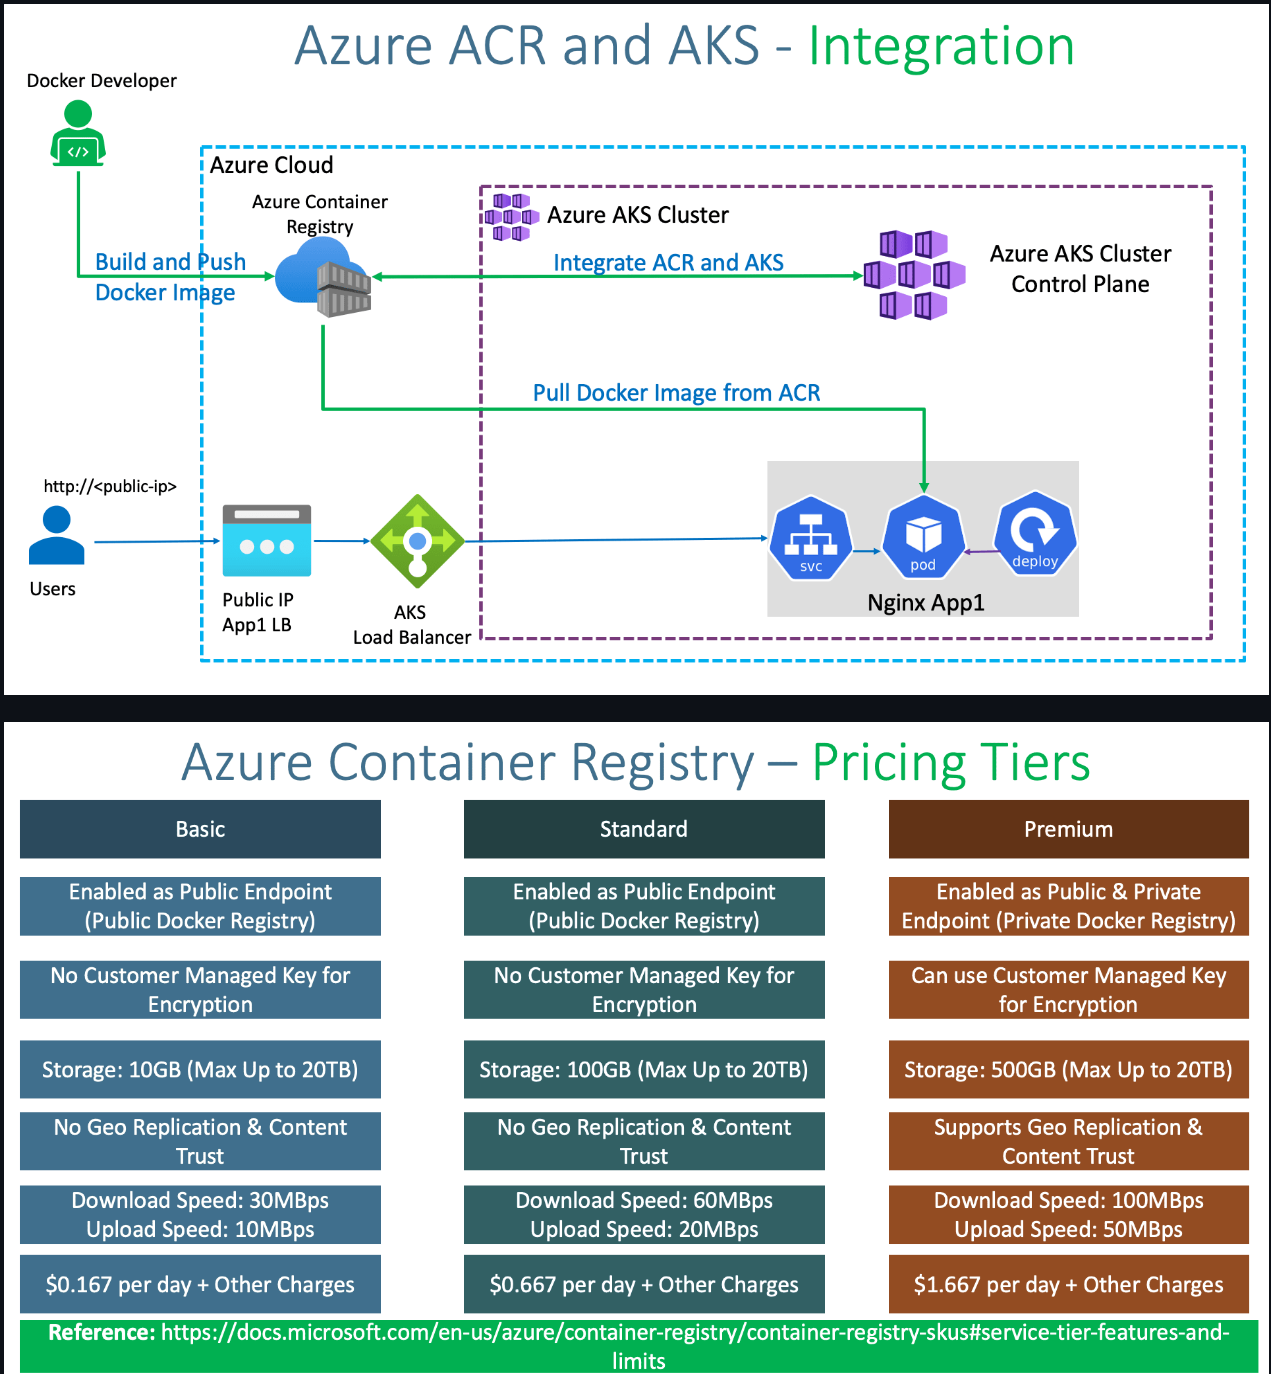 Azure ACR and AKS - Integration
Docker Developer
</>
Azure Cloud
Azure Container
Registry
Azure AKS Cluster
Build and Push
Docker Image
Integrate ACR and AKS
Azure AKS Cluster
Control Plane
Pull Docker Image from ACR
http://<public-ip>
Users
Public IP
App1 LB
AKS
Load Balancer
svc
pod
deploy
Nginx App1
Azure Container Registry – Pricing Tiers
Basic
Enabled as Public Endpoint
(Public Docker Registry)
No Customer Managed Key for
Encryption
Storage: 10GB (Max Up to 20TB)
No Geo Replication & Content
Trust
Download Speed: 30MBps
Upload Speed: 10MBps
$0.167 per day + Other Charges
Standard
Enabled as Public Endpoint
(Public Docker Registry)
No Customer Managed Key for
Encryption
Storage: 100GB (Max Up to 20TB)
No Geo Replication & Content
Trust
Download Speed: 60MBps
Upload Speed: 20MBps
$0.667 per day + Other Charges
Premium
Enabled as Public & Private
Endpoint (Private Docker Registry)
Can use Customer Managed Key
for Encryption
Storage: 500GB (Max Up to 20TB)
Supports Geo Replication &
Content Trust
Download Speed: 100MBps
Upload Speed: 50MBps
$1.667 per day + Other Charges
Reference: https://docs.microsoft.com/en-us/azure/container-registry/container-registry-skus#service-tier-features-and-
limits